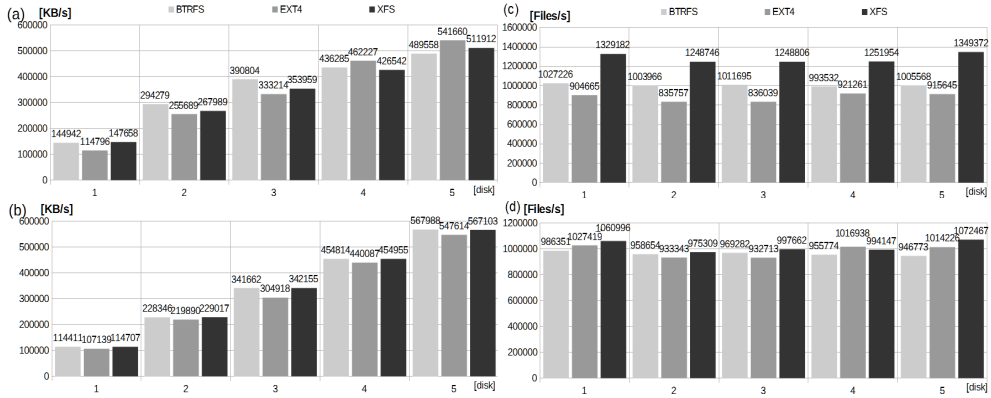 (a) [KB/s] BTRFS EXT4 XFS
600000
500000
400000
300000
200000
100000
0
144942 114796 147658
294279 255689 267989
390804 333214 353959
436285 462227 426542
489558 541660 511912
1 2 3 4 5 [disk]
(b) [KB/s]
600000
500000
400000
300000
200000
100000
0
114411 107139 114707
228346 219890 229017
341662 304918 342155
454814 440087 454955
567988 547614 567103
1 2 3 4 5 [disk]
(c) [Files/s] BTRFS EXT4 XFS
1600000
1400000
1200000
1000000
800000
600000
400000
200000
0
1027226 904665 1329182
1003966 835757 1248746
1011695 836039 1248806
993532 921261 1251954
1005568 915645 1349372
1 2 3 4 5 [disk]
(d) [Files/s]
1200000
1000000
800000
600000
400000
200000
0
986351 1027419 1060996
958654 933343 975309
969282 932713 997662
955774 1016938 994147
946773 1014226 1072467
1 2 3 4 5 [disk]